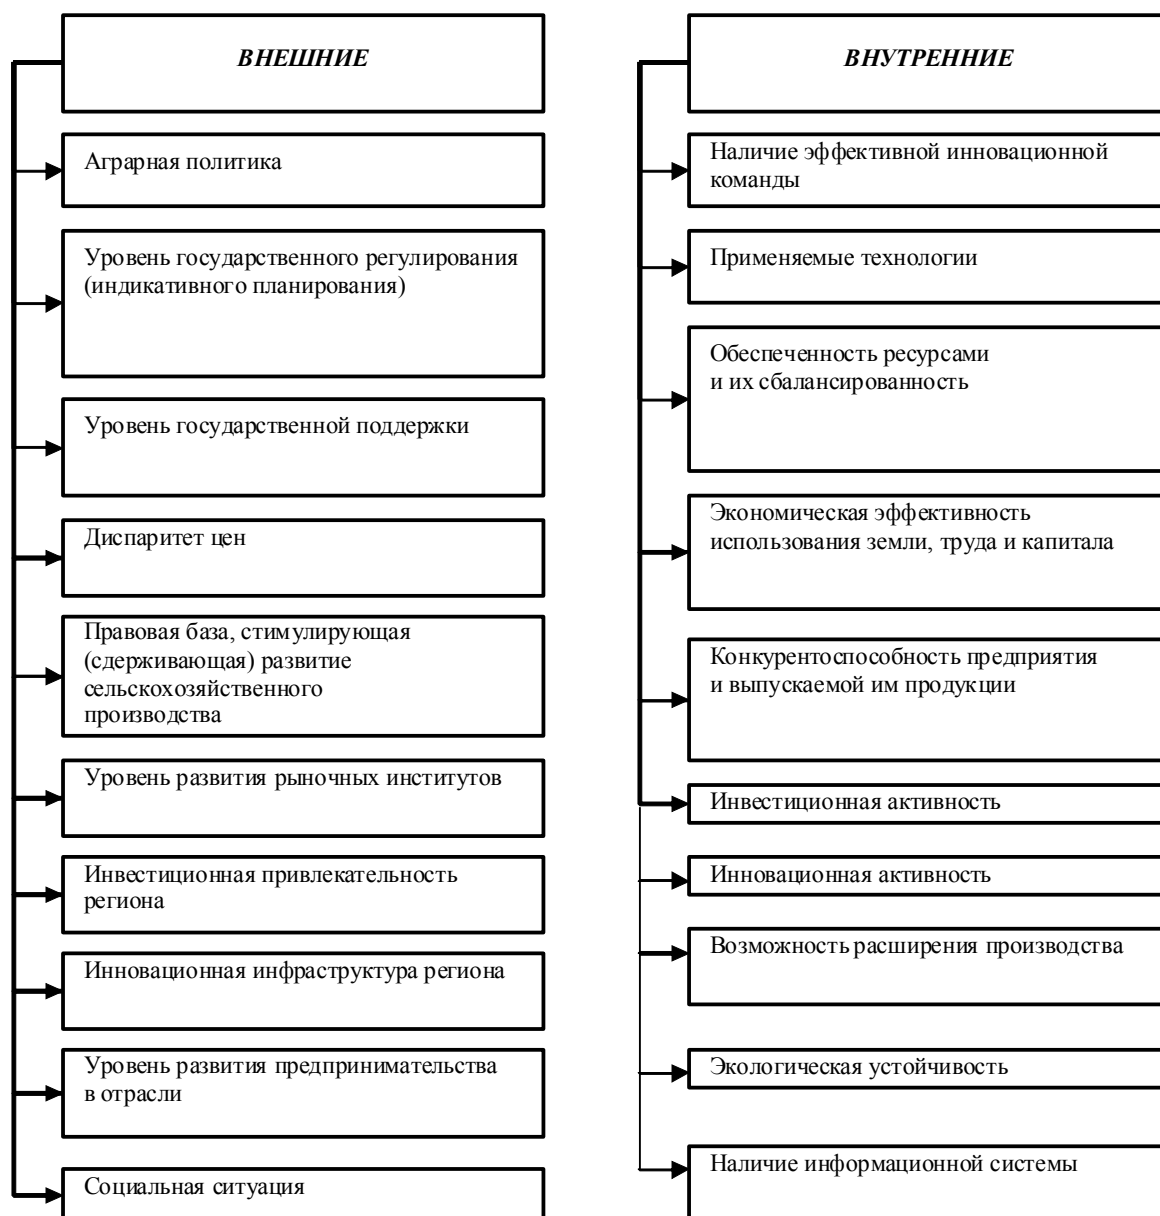 ВНЕШНИЕ
Аграрная политика
Уровень государственного регулирования
(индикативного планирования)
Уровень государственной поддержки
Диспаритет цен
Правовая база, стимулирующая
(сдерживающая) развитие
сельскохозяйственного
производства
Уровень развития рыночных институтов
Инвестиционная привлекательность
региона
Инновационная инфраструктура региона
Уровень развития предпринимательства
в отрасли
Социальная ситуация
ВНУТРЕННИЕ
Наличие эффективной инновационной
команды
Применяемые технологии
Обеспеченность ресурсами
и их сбалансированность
Экономическая эффективность
использования земли, труда и капитала
Конкурентоспособность предприятия
и выпускаемой им продукции
Инвестиционная активность
Инновационная активность
Возможность расширения производства
Экологическая устойчивость
Наличие информационной системы